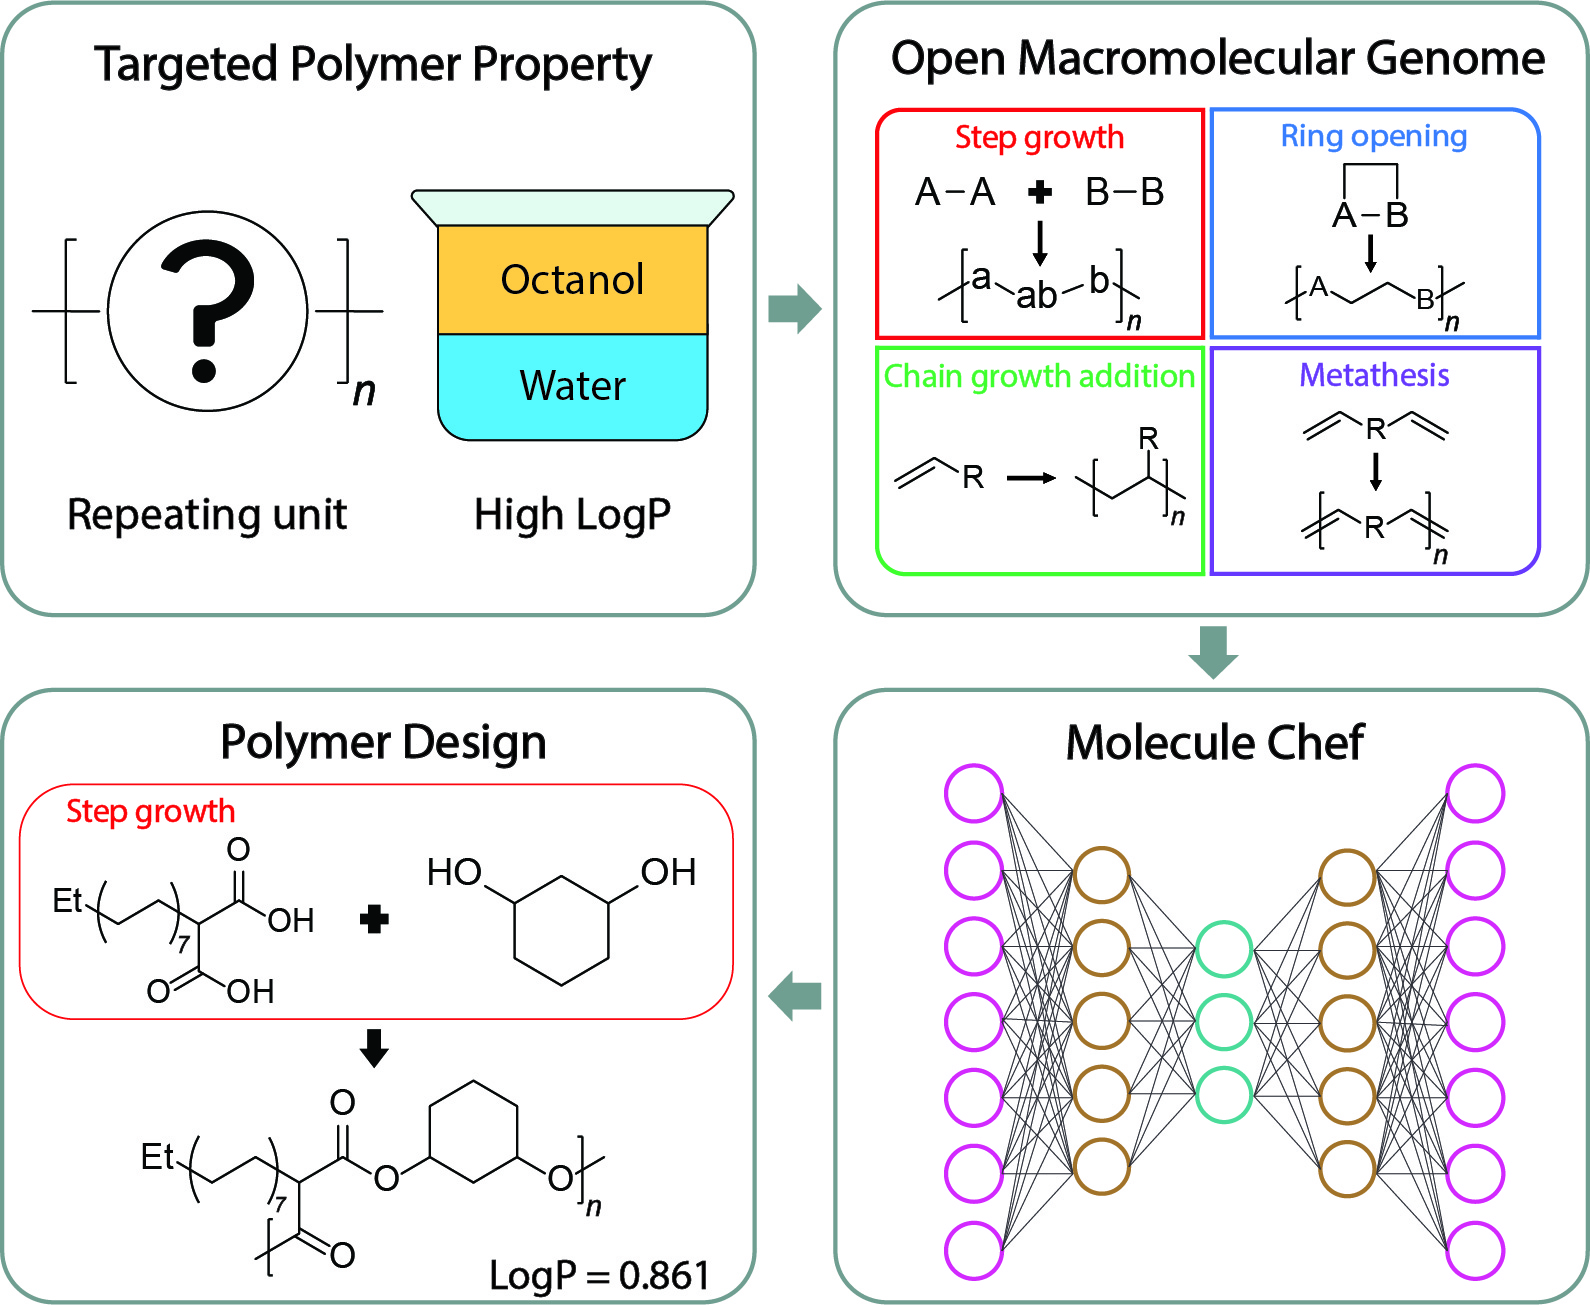 Targeted Polymer Property
n
Octanol
Water
Repeating unit
High LogP
Open Macromolecular Genome
Step growth
A–A + B–B
a ab b n
Ring opening
A–B
A B n
Chain growth addition
R
R n
Metathesis
R
R n
Molecule Chef
Polymer Design
Step growth
Et 7 O OH O OH
+
HO OH
Et 7 O O O n O
LogP = 0.861